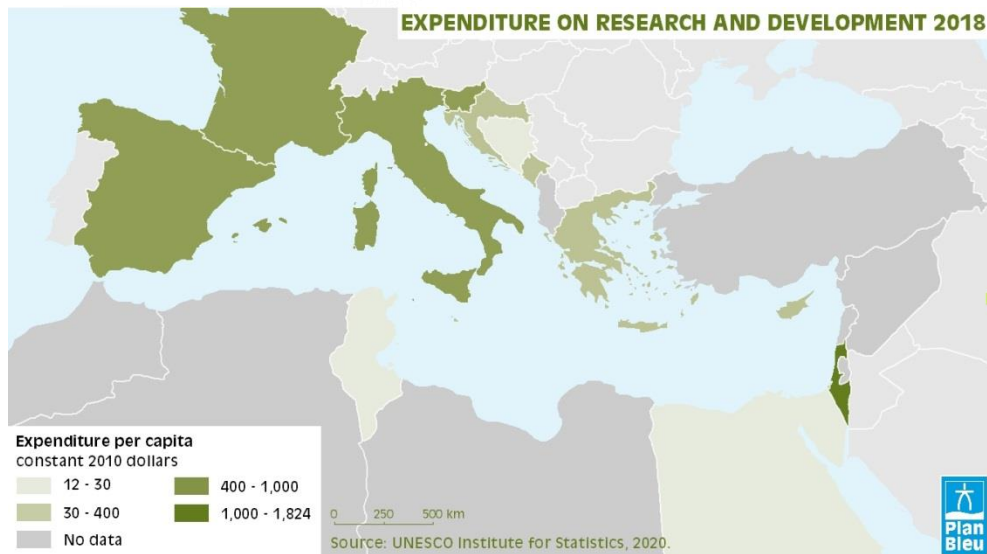 EXPENDITURE ON RESEARCH AND DEVELOPMENT 2018
Expenditure per capita
constant 2010 dollars
12 - 30
400 - 1,000
30 - 400
1,000 - 1,824
No data
0 250 500 km
Source: UNESCO Institute for Statistics, 2020.
Plan
Bleu